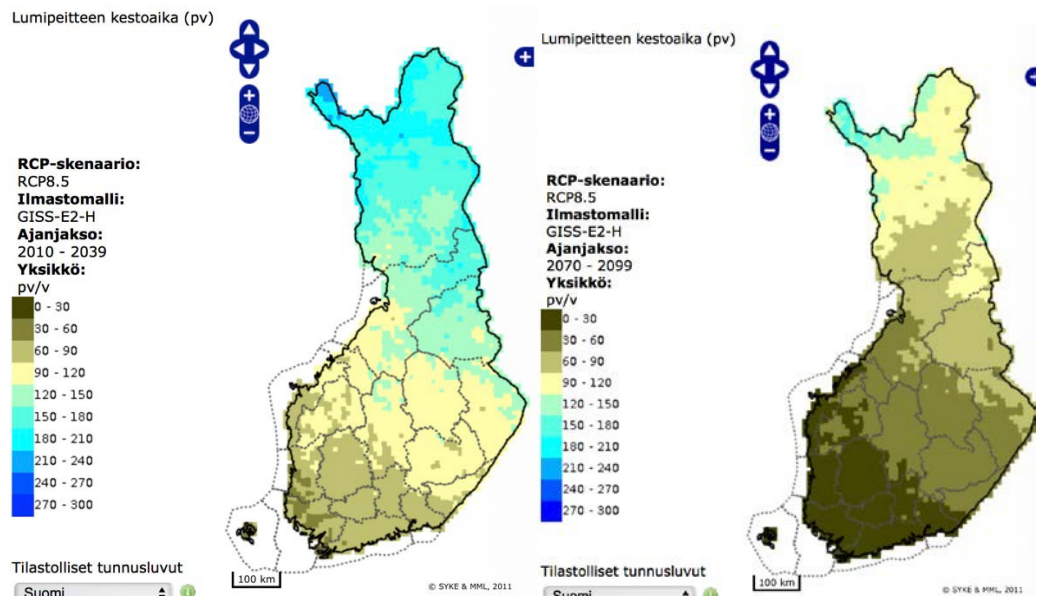 Lumipeitteen kestoaika (pv)
RCP-skenaario:
RCP8.5
Ilmastomalli:
GISS-E2-H
Ajanjakso:
2010 - 2039
Yksikkö:
pv/v
0 - 30
30 - 60
60 - 90
90 - 120
120 - 150
150 - 180
180 - 210
210 - 240
240 - 270
270 - 300
Tilastolliset tunnusluvut
Suomi
100 km
© SYKE & MML, 2011
Lumipeitteen kestoaika (pv)
RCP-skenaario:
RCP8.5
Ilmastomalli:
GISS-E2-H
Ajanjakso:
2070 - 2099
Yksikkö:
pv/v
0 - 30
30 - 60
60 - 90
90 - 120
120 - 150
150 - 180
180 - 210
210 - 240
240 - 270
270 - 300
Tilastolliset tunnusluvut
Suomi
100 km
© SYKE & MML, 2011